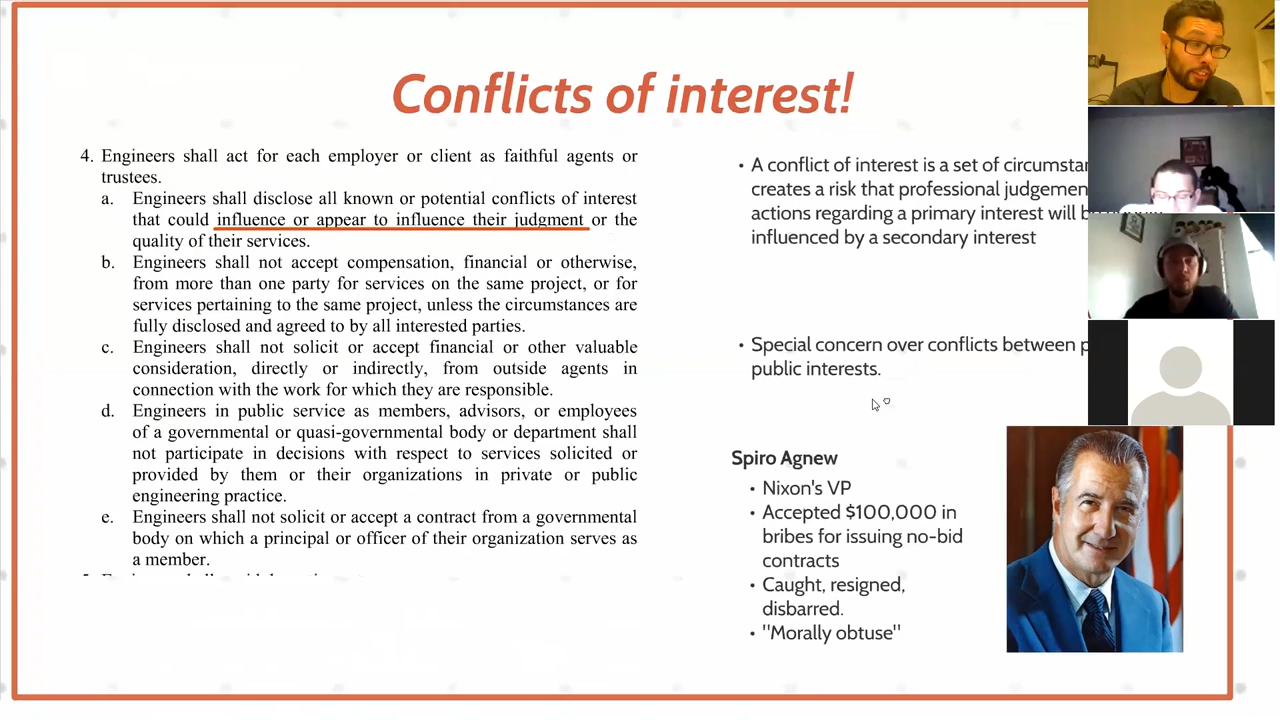 Conflicts of interest!
4. Engineers shall act for each employer or client as faithful agents or
trustees.
a. Engineers shall disclose all known or potential conflicts of interest
that could influence or appear to influence their judgment or the
quality of their services.
b. Engineers shall not accept compensation, financial or otherwise,
from more than one party for services on the same project, or for
services pertaining to the same project, unless the circumstances are
fully disclosed and agreed to by all interested parties.
c. Engineers shall not solicit or accept financial or other valuable
consideration, directly or indirectly, from outside agents in
connection with the work for which they are responsible.
d. Engineers in public service as members, advisors, or employees
of a governmental or quasi-governmental body or department shall
not participate in decisions with respect to services solicited or
provided by them or their organizations in private or public
engineering practice.
e. Engineers shall not solicit or accept a contract from a governmental
body on which a principal or officer of their organization serves as
a member.
• A conflict of interest is a set of
creates a risk that professional judgemen
actions regarding a primary interest will
influenced by a secondary interest
• Special concern over conflicts between
public interests.
Spiro Agnew
• Nixon's VP
• Accepted $100,000 in
bribes for issuing no-bid
contracts
• Caught, resigned,
disbarred.
• "Morally obtuse"